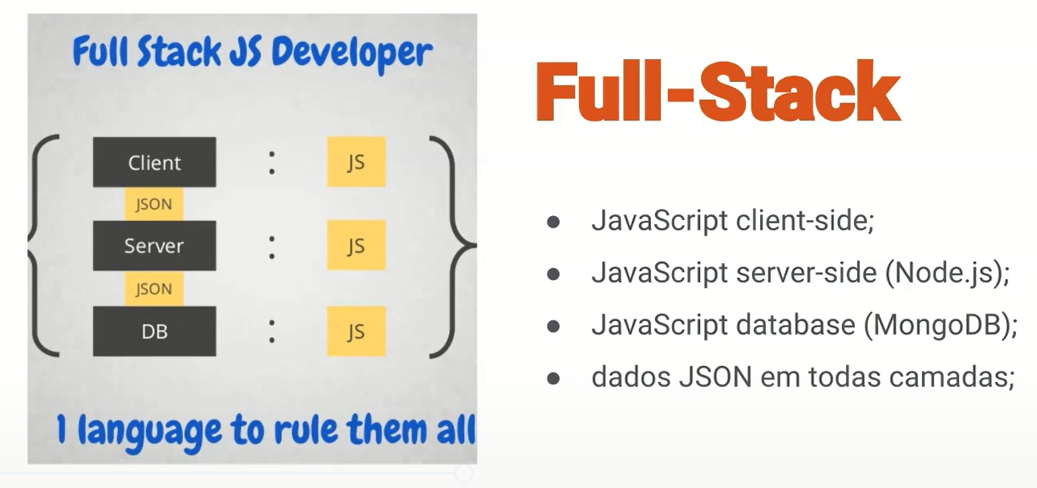 Full Stack JS Developer
Client : JS
JSON
Server : JS
JSON
DB : JS
1 language to rule them all
Full-Stack
● JavaScript client-side;
● JavaScript server-side (Node.js);
● JavaScript database (MongoDB);
● dados JSON em todas camadas;